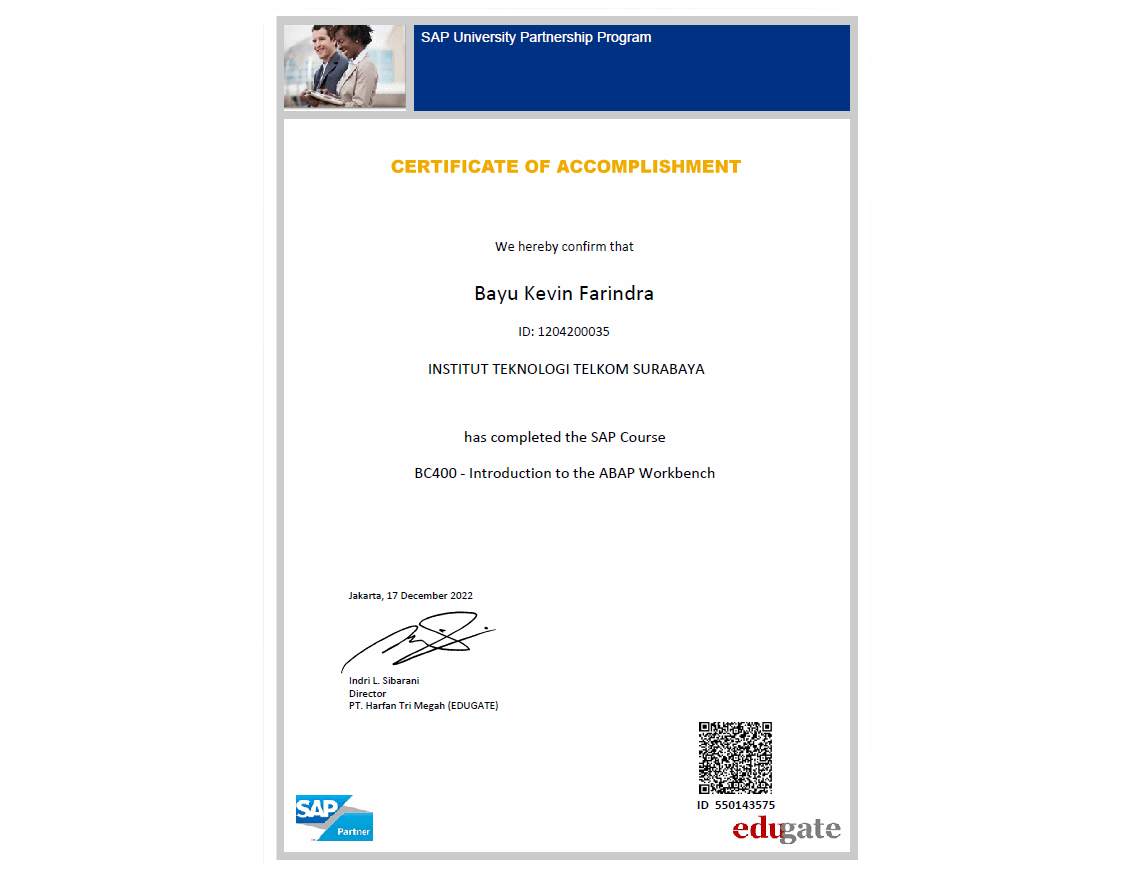 SAP University Partnership Program
CERTIFICATE OF ACCOMPLISHMENT
We hereby confirm that
Bayu Kevin Farindra
ID: 1204200035
INSTITUT TEKNOLOGI TELKOM SURABAYA
has completed the SAP Course
BC400 - Introduction to the ABAP Workbench
Jakarta, 17 December 2022
Indri L. Sibarani
Director
PT. Harfan Tri Megah (EDUGATE)
ID 550143575
SAP
Partner
edugate